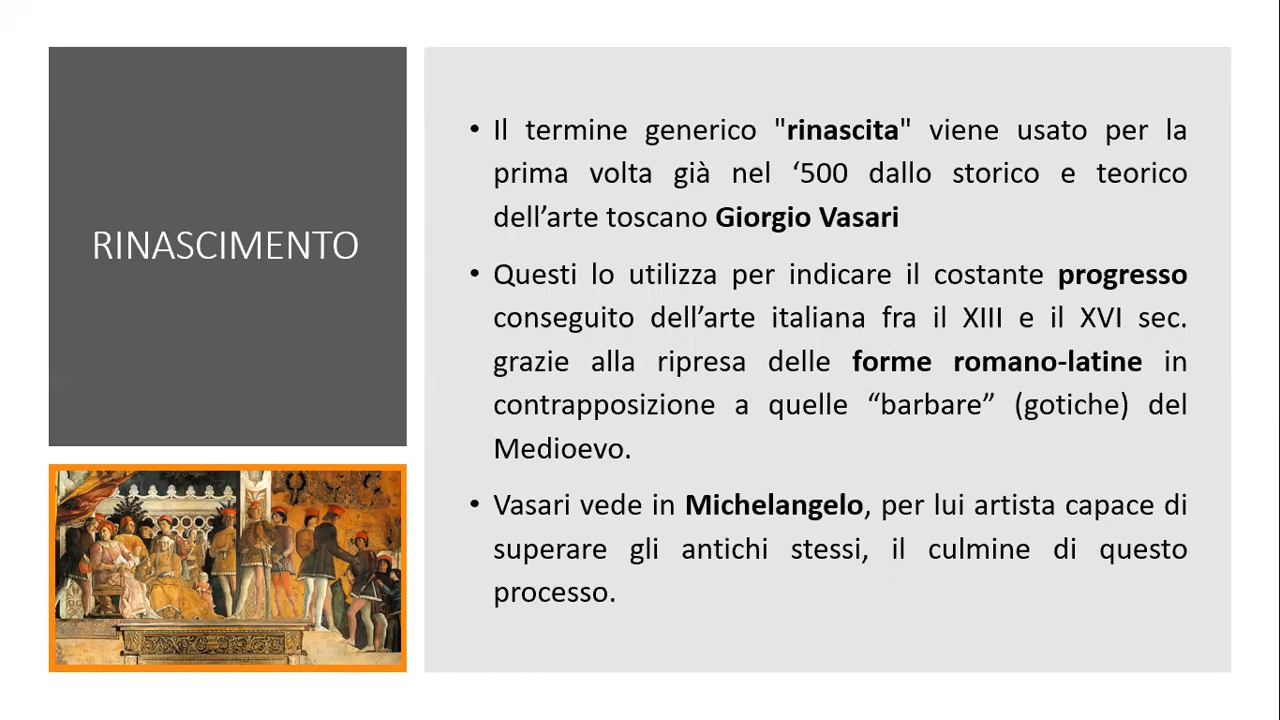 RINASCIMENTO
• Il termine generico "rinascita" viene usato per la
prima volta già nel ‘500 dallo storico e teorico
dell’arte toscano Giorgio Vasari
• Questi lo utilizza per indicare il costante progresso
conseguito dell’arte italiana fra il XIII e il XVI sec.
grazie alla ripresa delle forme romano-latine in
contrapposizione a quelle “barbare” (gotiche) del
Medioevo.
• Vasari vede in Michelangelo, per lui artista capace di
superare gli antichi stessi, il culmine di questo
processo.